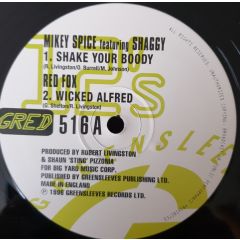 MIKEY SPICE featuring SHAGGY
1. SHAKE YOUR BOODY
(R. Livingston/O. Burrell/M. Johnson)
RED FOX
2. WICKED ALFRED
(G. Shelton/R. Livingston)
GRED 516A
PRODUCED BY ROBERT LIVINGSTON
& SHAUN 'STING' PIZZONIA
FOR BIG YARD MUSIC CORP.
PUBLISHED BY GREENSLEEVES PUBLISHING LTD.
MADE IN ENGLAND
Ⓟ 1996 GREENSLEEVES RECORDS LTD.